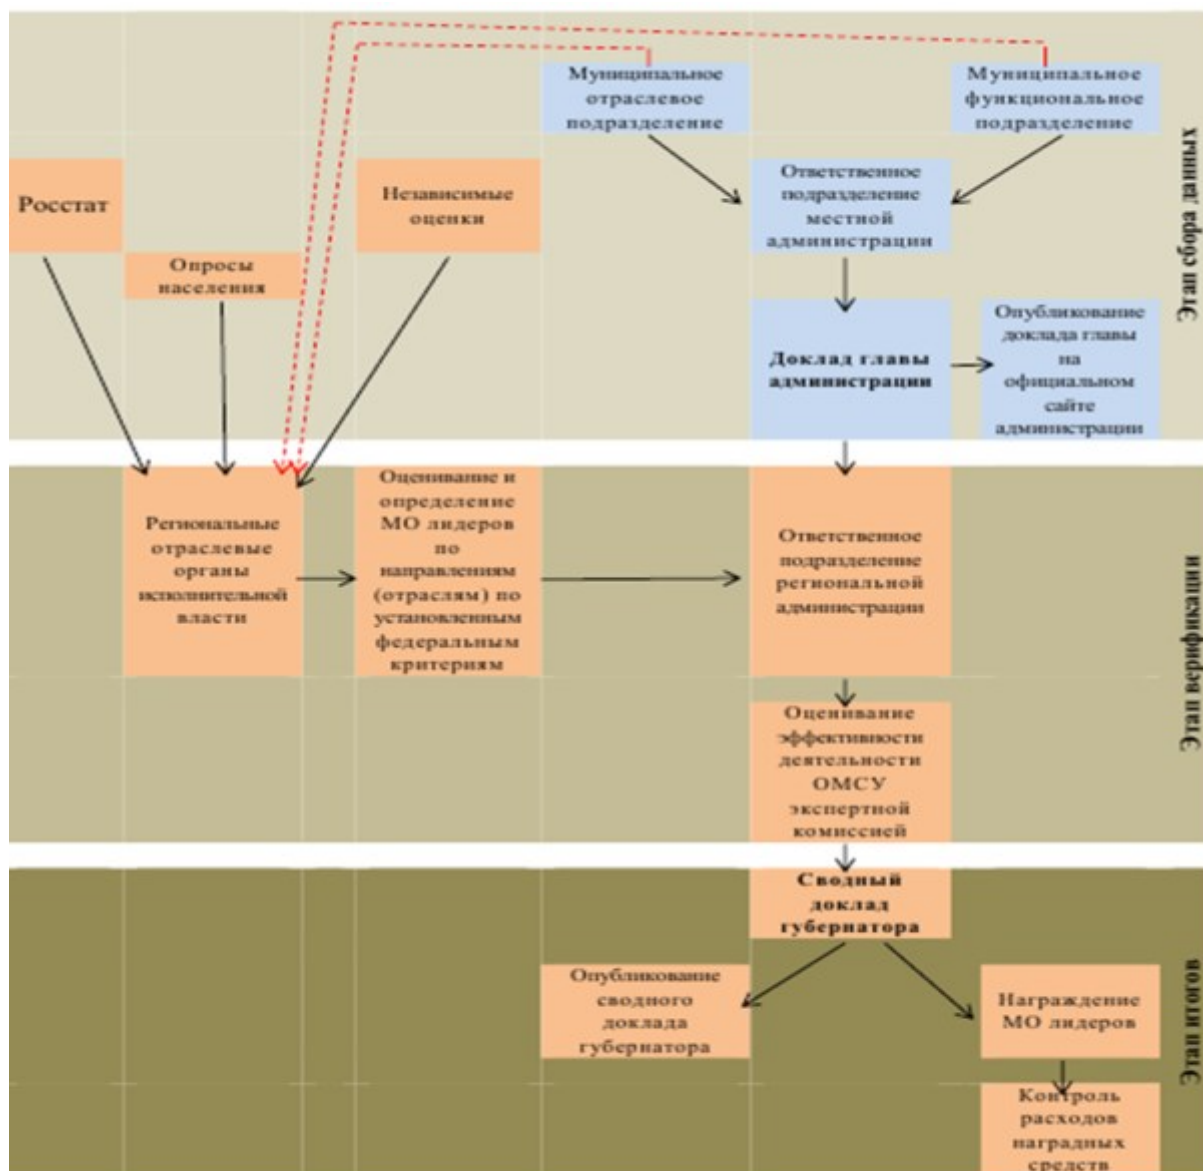 Муниципальное
отраслевое
подразделение
Муниципальное
функциональное
подразделение
Этап сбора данных
Росстат
Независимые
оценки
Ответственное
подразделение
местной
администрации
Опросы
населения
Доклад главы
администрации
Опубликование
доклада главы
на
официальном
сайте
администрации
Региональные
отраслевые
органы
исполнительной
власти
Оценивание и
определение
МО лидеров
по
направлениям
(отраслям) по
установленным
федеральным
критериям
Ответственное
подразделение
региональной
администрации
Этап верификации
Оценивание
эффективности
деятельности
ОМСУ
экспертной
комиссией
Сводный
доклад
губернатора
Этап итогов
Опубликование
сводного
доклада
губернатора
Награждение
МО лидеров
Контроль
расходов
наградных
средств